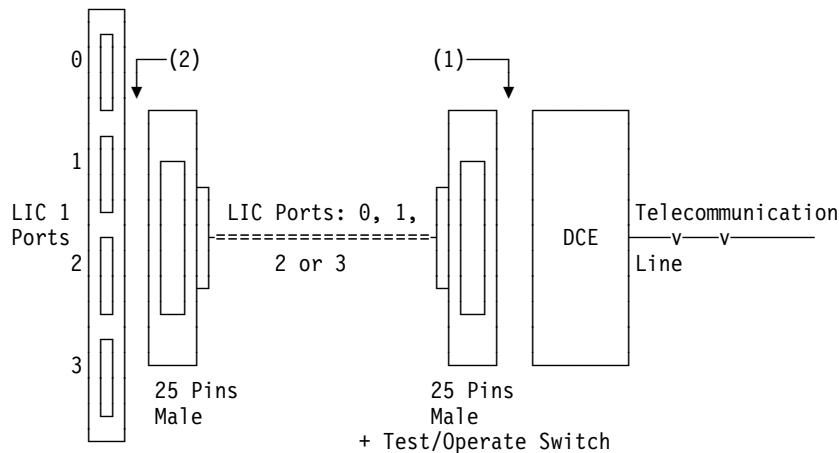 0
(2)
(1)
1
LIC 1
Ports
LIC Ports: 0, 1,
2 or 3
DCE
Telecommunication
Line
2
3
25 Pins
Male
25 Pins
Male
+ Test/Operate Switch